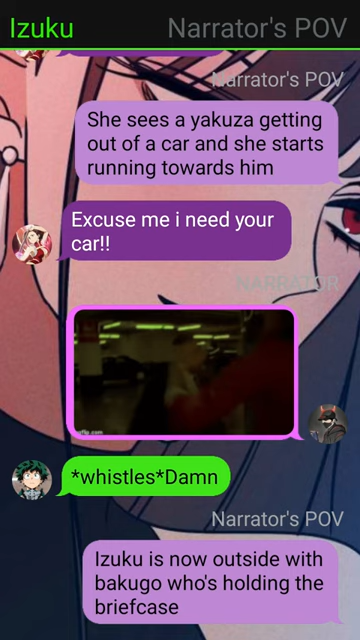 Izuku Narrator's POV
Narrator's POV
She sees a yakuza getting
out of a car and she starts
running towards him
Excuse me i need your
car!!
NARRATOR
*whistles*Damn
Narrator's POV
Izuku is now outside with
bakugo who's holding the
briefcase